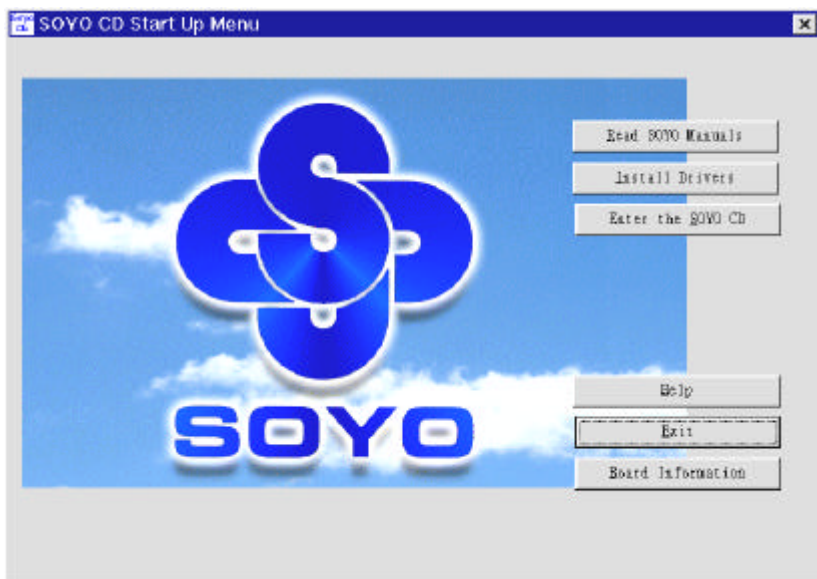 SOYO CD Start Up Menu
Read SOYO Manuals
Install Drivers
Enter the SOYO CD
SOYO
Help
Exit
Board Information